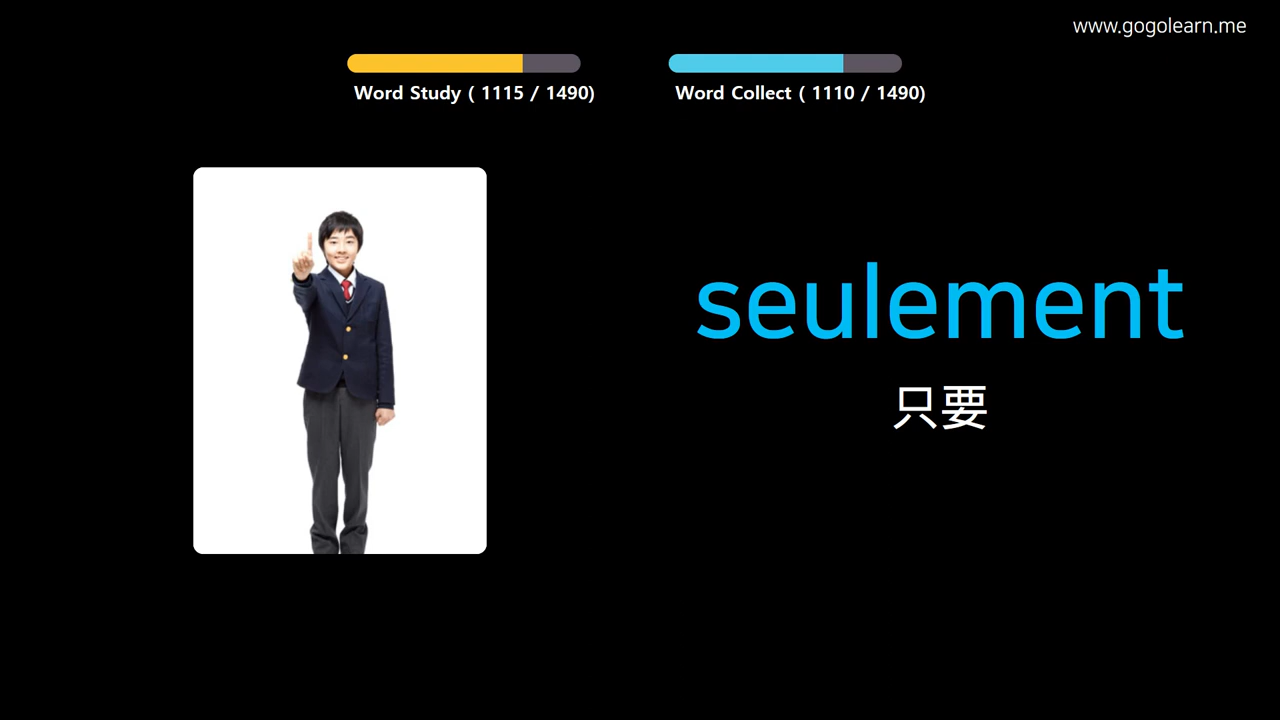 www.gogolearn.me
Word Study ( 1115 / 1490)
Word Collect ( 1110 / 1490)
seulement
只要